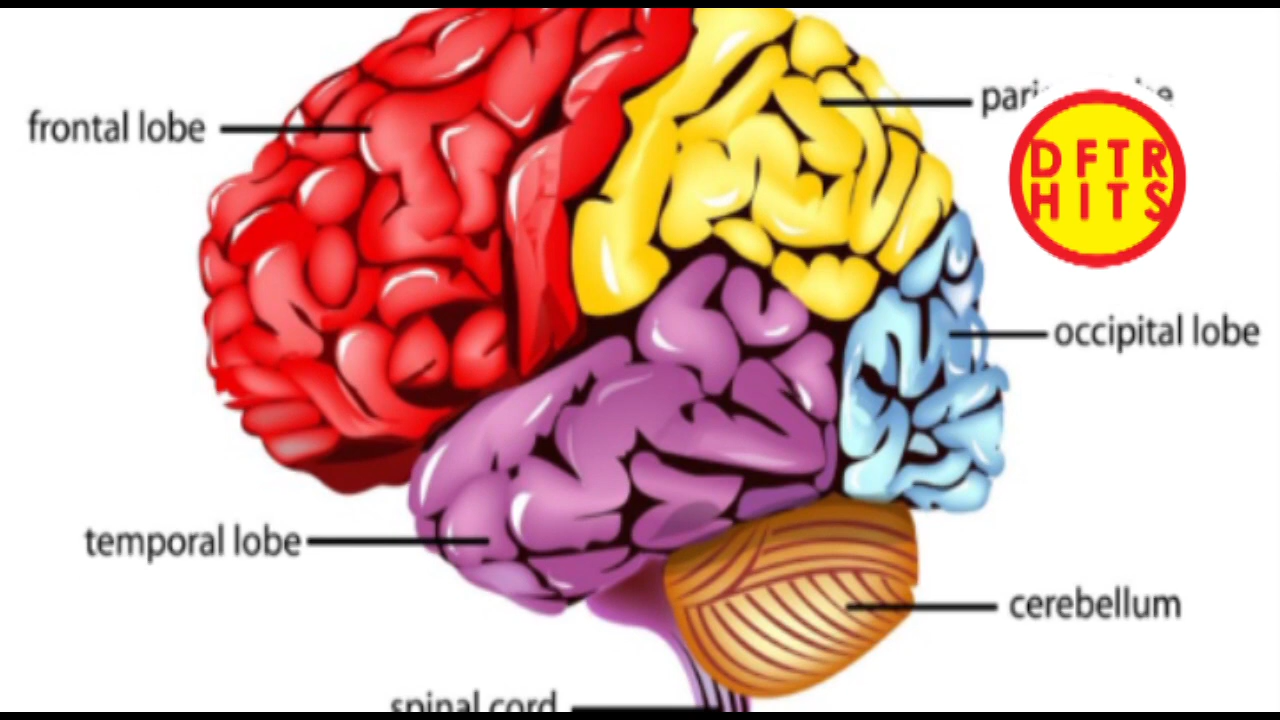 frontal lobe
DFTR
HITS
occipital lobe
temporal lobe
cerebellum
spinal cord